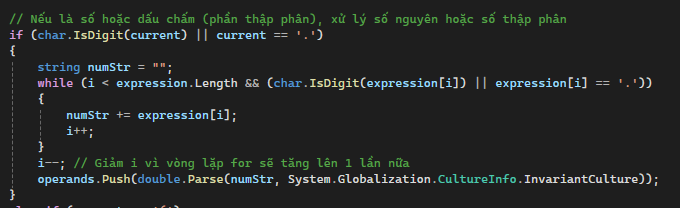 // Nếu là số hoặc dấu chấm (phần thập phân), xử lý số nguyên hoặc số thập phân
if (char.IsDigit(current) || current == '.')
{
string numStr = "";
while (i < expression.Length && (char.IsDigit(expression[i]) || expression[i] == '.'))
{
numStr += expression[i];
i++;
}
i--; // Giảm i vì vòng lặp for sẽ tăng lên 1 lần nữa
operands.Push(double.Parse(numStr, System.Globalization.CultureInfo.InvariantCulture));
}